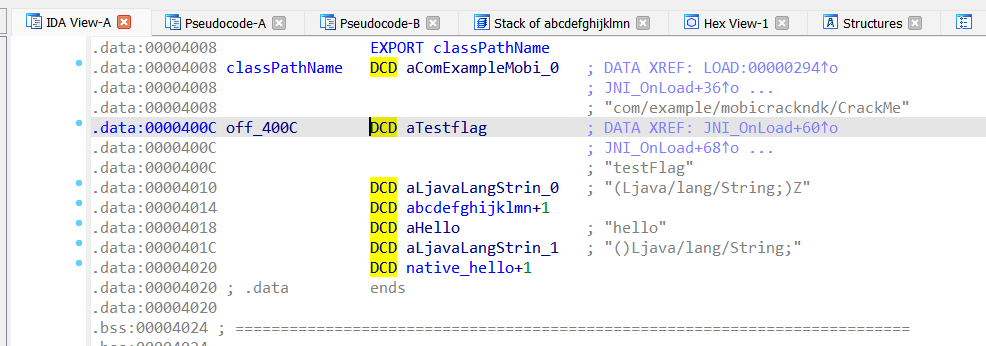 IDA View-A Pseudocode-A Pseudocode-B Stack of abcdefghijklmn Hex View-1 Structures
.data:00004008 EXPORT classPathName
.data:00004008 classPathName DCD aComExampleMobi_0 ; DATA XREF: LOAD:00000294↑o
.data:00004008 ; JNI_OnLoad+36↑o ...
.data:00004008 ; "com/example/mobicrackndk/CrackMe"
.data:0000400C off_400C DCD aTestflag ; DATA XREF: JNI_OnLoad+60↑o
.data:0000400C ; JNI_OnLoad+68↑o ...
.data:0000400C ; "testFlag"
.data:00004010 DCD aLjavaLangStrin_0 ; "(Ljava/lang/String;)Z"
.data:00004014 DCD abcdefghijklmn+1
.data:00004018 DCD aHello ; "hello"
.data:0000401C DCD aLjavaLangStrin_1 ; "()Ljava/lang/String;"
.data:00004020 DCD native_hello+1
.data:00004020 ; .data ends
.data:00004020
.bss:00004024 ; ===========================================================================
.bss:00004024